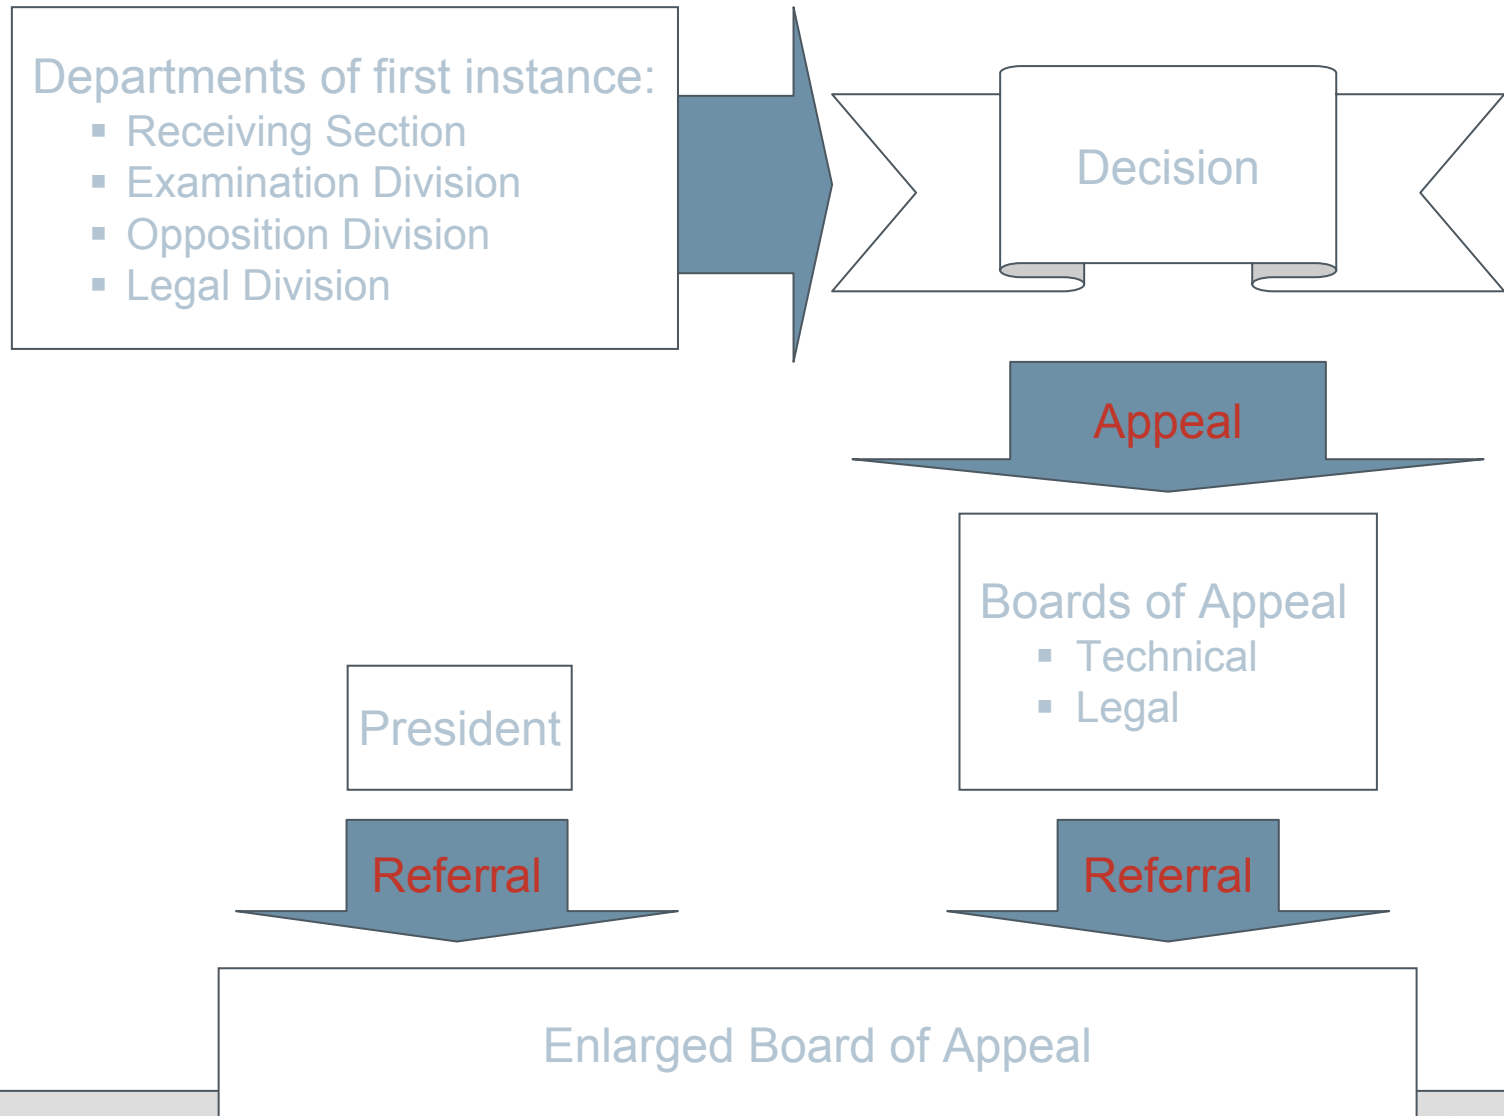 Departments of first instance:
▪ Receiving Section
▪ Examination Division
▪ Opposition Division
▪ Legal Division
Decision
Appeal
Boards of Appeal
▪ Technical
▪ Legal
President
Referral
Referral
Enlarged Board of Appeal